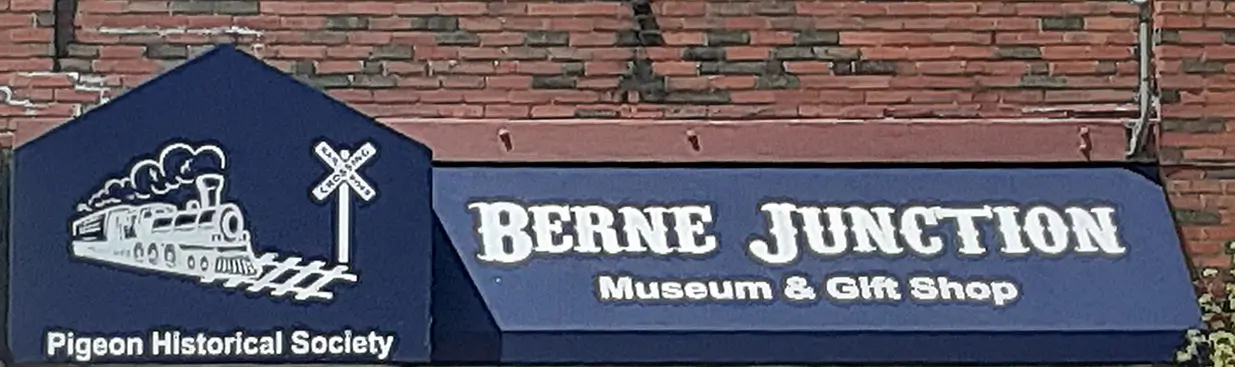 RAILROAD
CROSSING
Pigeon Historical Society
BERNE JUNCTION
Museum & Gift Shop